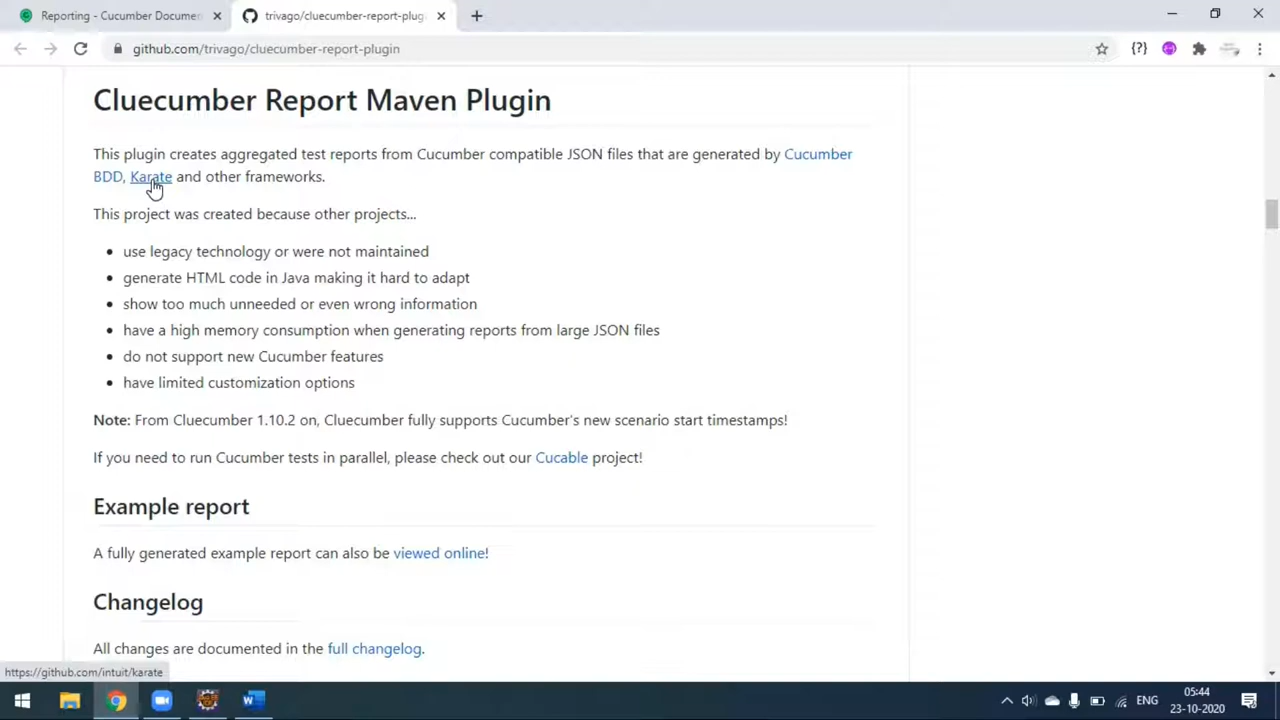 Reporting - Cucumber Documen
trivago/cluecumber-report-plug
github.com/trivago/cluecumber-report-plugin
{?}
Cluecumber Report Maven Plugin
This plugin creates aggregated test reports from Cucumber compatible JSON files that are generated by Cucumber
BDD, Karate and other frameworks.
This project was created because other projects...
use legacy technology or were not maintained
generate HTML code in Java making it hard to adapt
show too much unneeded or even wrong information
have a high memory consumption when generating reports from large JSON files
do not support new Cucumber features
have limited customization options
Note: From Cluecumber 1.10.2 on, Cluecumber fully supports Cucumber's new scenario start timestamps!
If you need to run Cucumber tests in parallel, please check out our Cucable project!
Example report
A fully generated example report can also be viewed online!
Changelog
All changes are documented in the full changelog.
https://github.com/intuit/karate
ENG
05:44
23-10-2020